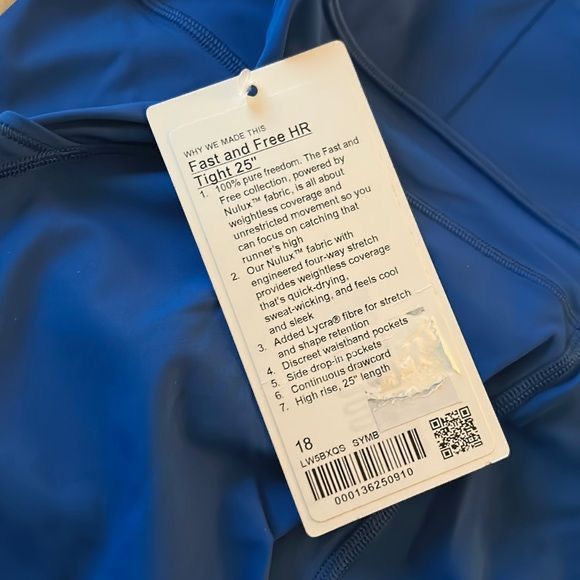 WHY WE MADE THIS
Fast and Free HR
Tight 25"
1. 100% pure freedom. The Fast and
Free collection, powered by
Nulux™ fabric, is all about
weightless coverage and
unrestricted movement so you
can focus on catching that
runner's high
2. Our Nulux™ fabric with
engineered four-way stretch
provides weightless coverage
that's quick-drying,
sweat-wicking, and feels cool
and sleek
3. Added Lycra® fibre for stretch
and shape retention
4. Discreet waistband pockets
5. Side drop-in pockets
6. Continuous drawcord
7. High rise, 25" length
18
LW5BXQS SYMB
000136250910